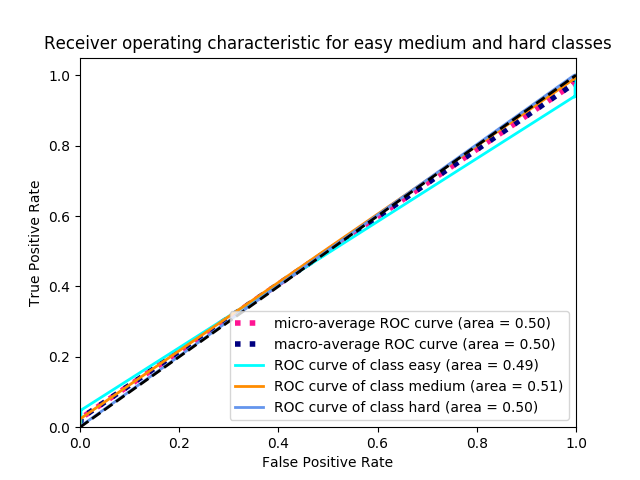 Receiver operating characteristic for easy medium and hard classes
1.0
0.8
0.6
0.4
0.2
0.0
True Positive Rate
micro-average ROC curve (area = 0.50)
macro-average ROC curve (area = 0.50)
ROC curve of class easy (area = 0.49)
ROC curve of class medium (area = 0.51)
ROC curve of class hard (area = 0.50)
0.0 0.2 0.4 0.6 0.8 1.0
False Positive Rate